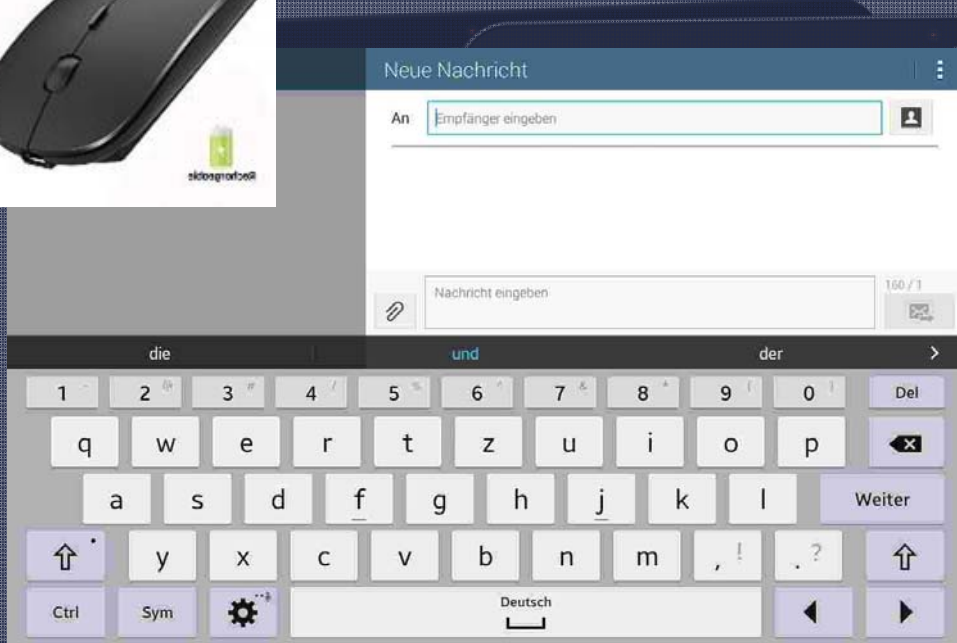 Rechargeable
Neue Nachricht
An
Empfänger eingeben
Nachricht eingeben
160 / 1
die
und
der
1 2 @ 3 # 4 / 5 % 6 ^ 7 & 8 * 9 ( 0 ) Del
q w e r t z u i o p
a s d f g h j k l Weiter
y x c v b n m , ! . ?
Ctrl Sym Deutsch